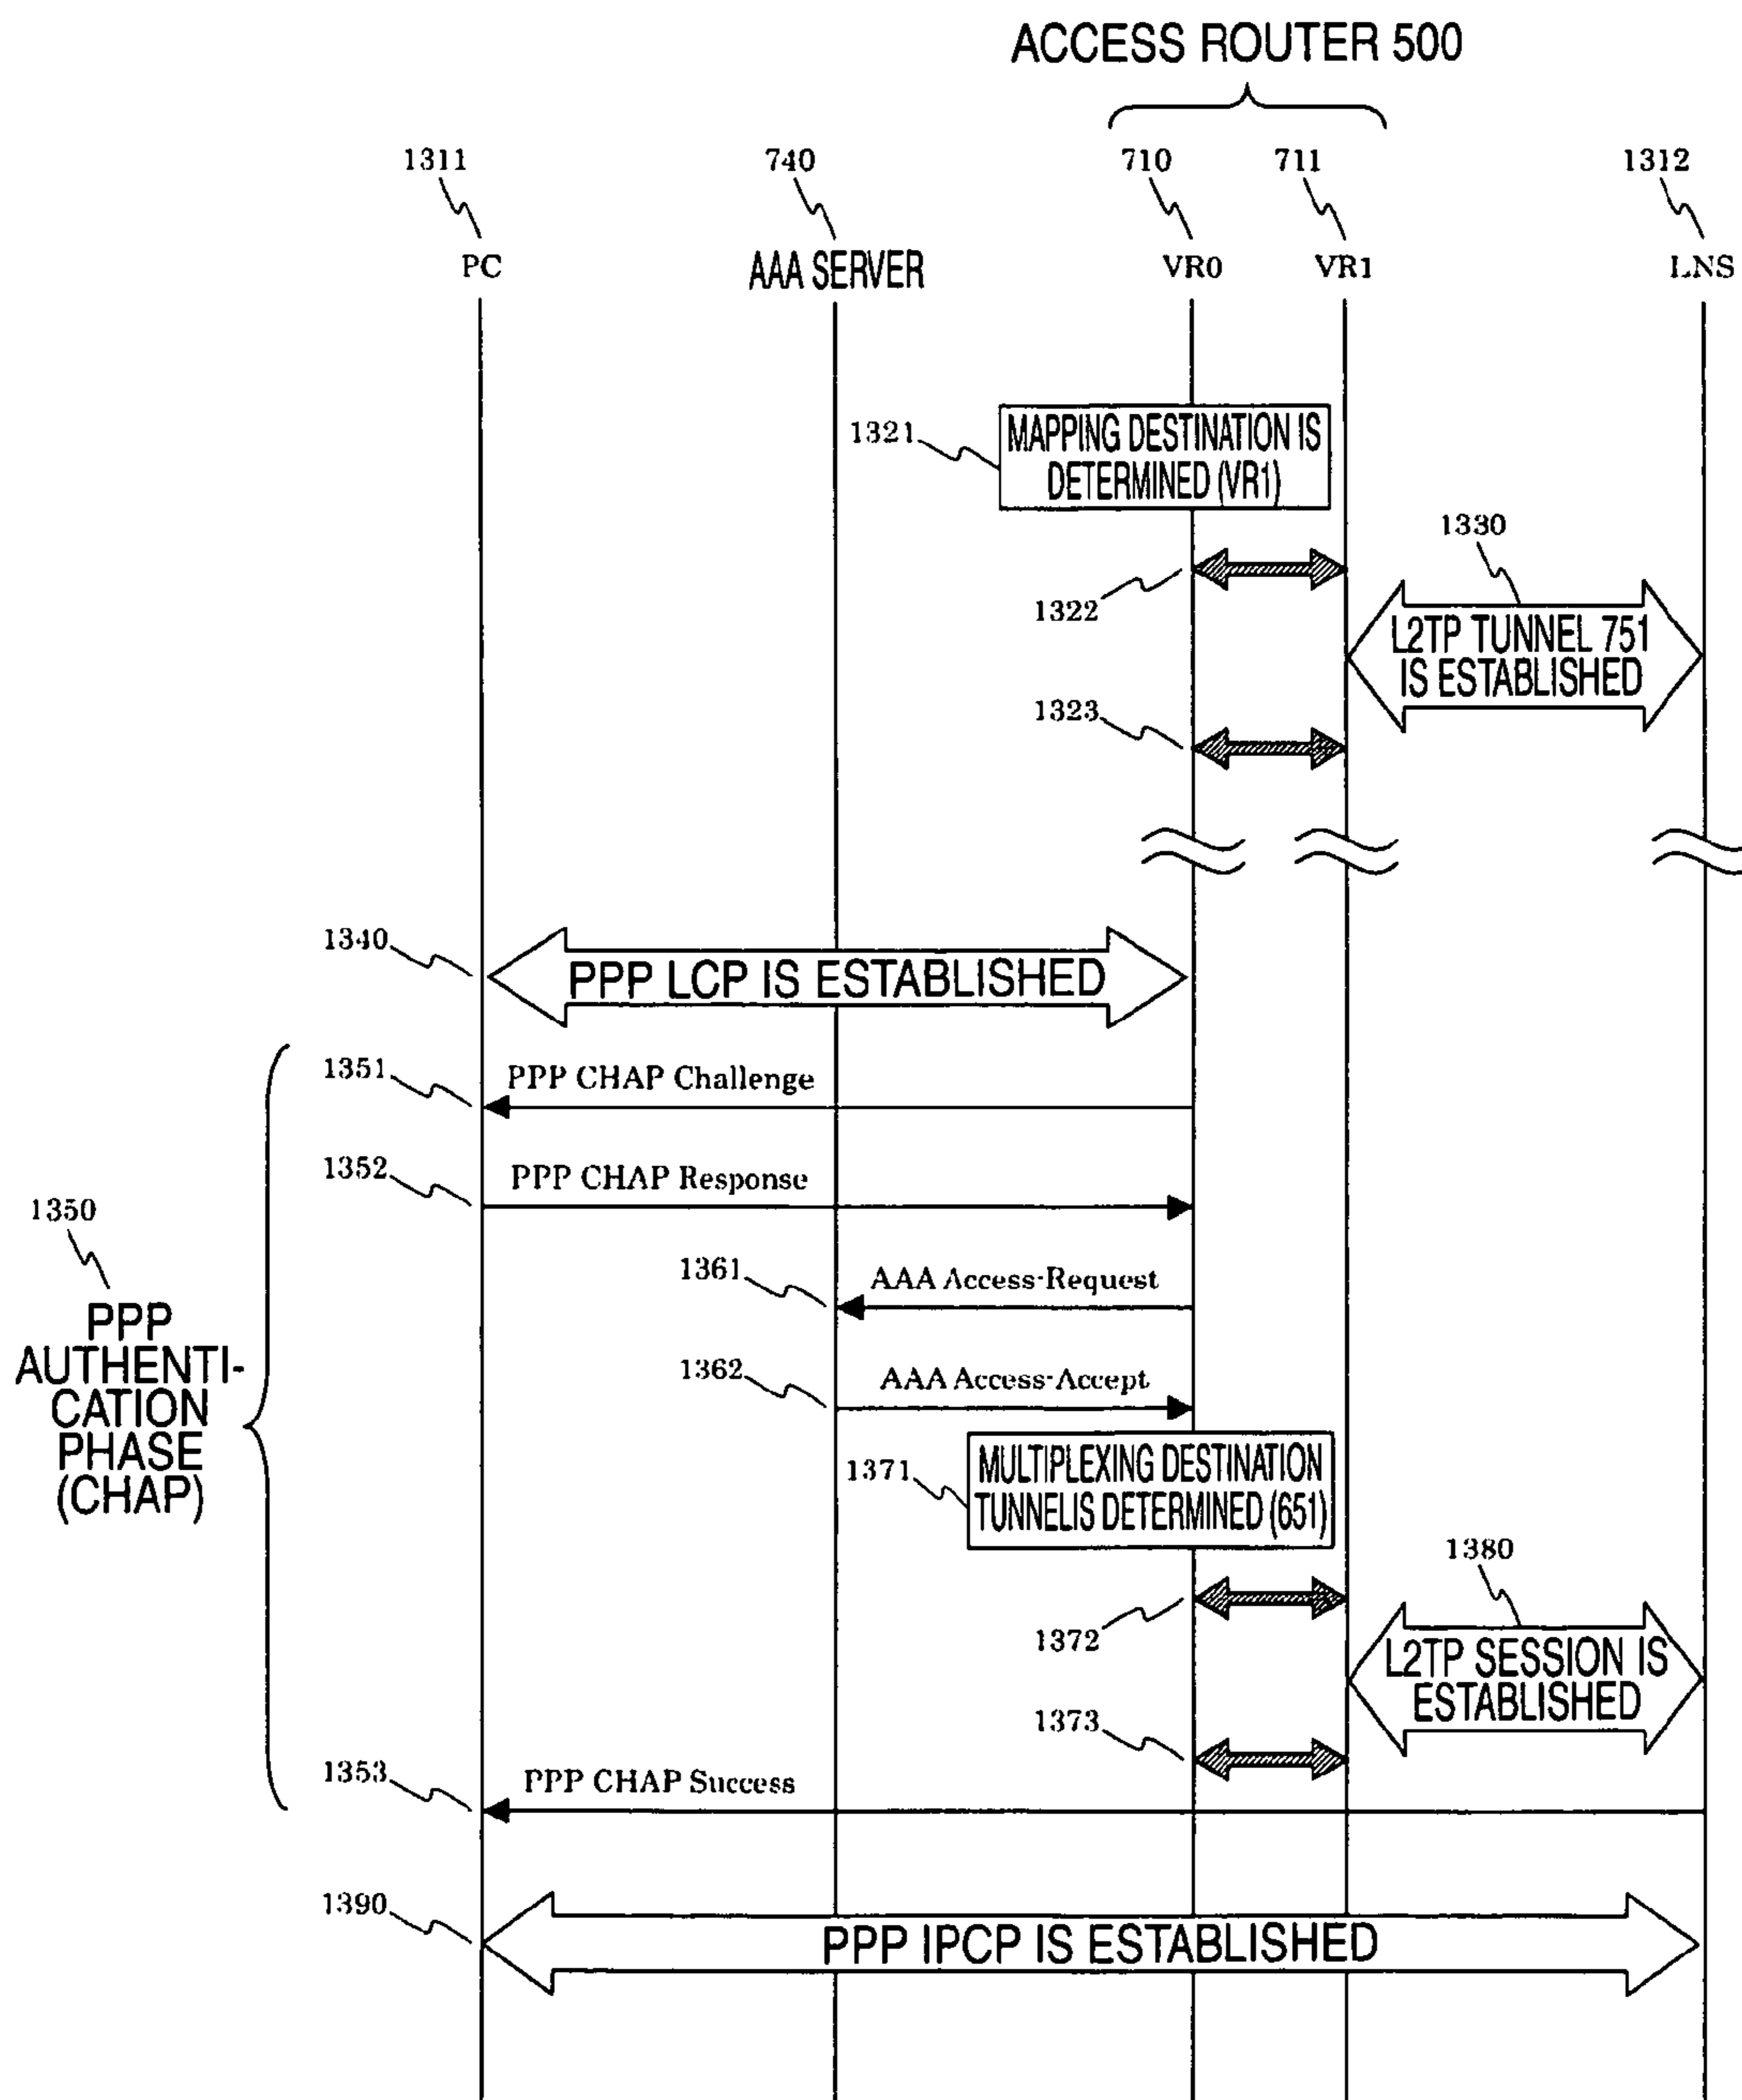 ACCESS ROUTER 500
1311
740
710
711
1312
PC
AAA SERVER
VR0
VR1
LNS
1321
MAPPING DESTINATION IS
DETERMINED (VR1)
1322
1330
L2TP TUNNEL 751
IS ESTABLISHED
1323
1340
PPP LCP IS ESTABLISHED
1351
PPP CHAP Challenge
1352
PPP CHAP Response
1350
PPP
AUTHENTI-
CATION
PHASE
(CHAP)
1361
AAA Access-Request
1362
AAA Access-Accept
1371
MULTIPLEXING DESTINATION
TUNNELIS DETERMINED (651)
1372
1380
L2TP SESSION IS
ESTABLISHED
1373
1353
PPP CHAP Success
1390
PPP IPCP IS ESTABLISHED